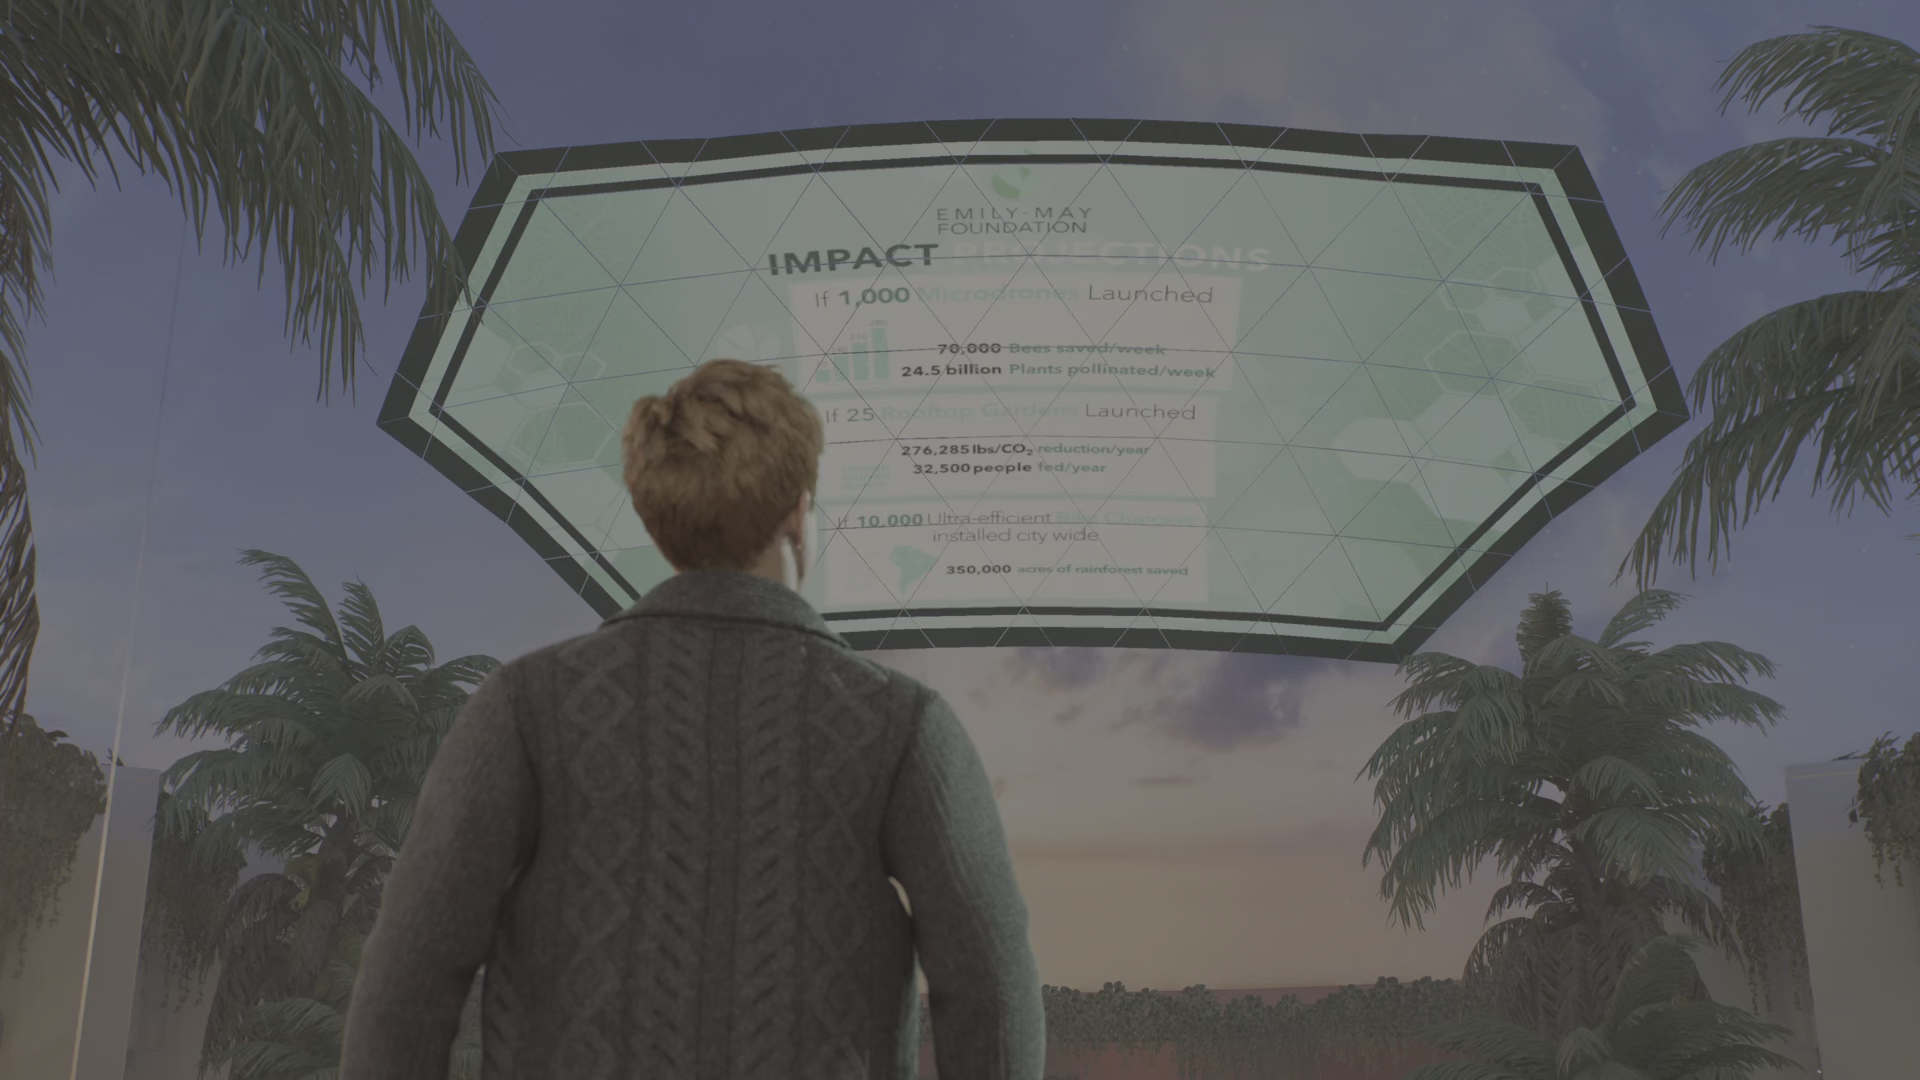 EMILY-MAY
FOUNDATION
IMPACT PROJECTIONS
If 1,000 Microdrones Launched
70,000 Bees saved/week
24.5 billion Plants pollinated/week
If 25 Rooftop Gardens Launched
276,285 lbs/CO₂ reduction/year
32,500 people fed/year
If 10,000 Ultra-efficient
installed city wide
350,000 acres of rainforest saved